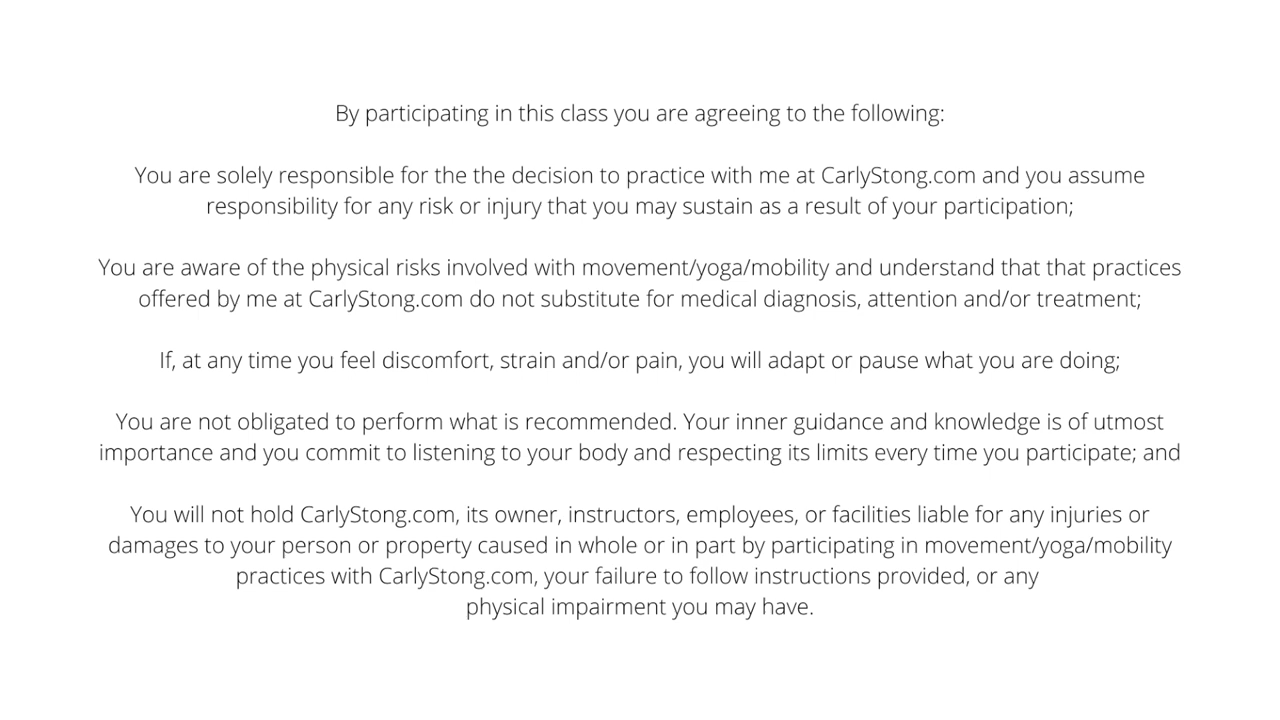 By participating in this class you are agreeing to the following:
You are solely responsible for the the decision to practice with me at CarlyStong.com and you assume
responsibility for any risk or injury that you may sustain as a result of your participation;
You are aware of the physical risks involved with movement/yoga/mobility and understand that that practices
offered by me at CarlyStong.com do not substitute for medical diagnosis, attention and/or treatment;
If, at any time you feel discomfort, strain and/or pain, you will adapt or pause what you are doing;
You are not obligated to perform what is recommended. Your inner guidance and knowledge is of utmost
importance and you commit to listening to your body and respecting its limits every time you participate; and
You will not hold CarlyStong.com, its owner, instructors, employees, or facilities liable for any injuries or
damages to your person or property caused in whole or in part by participating in movement/yoga/mobility
practices with CarlyStong.com, your failure to follow instructions provided, or any
physical impairment you may have.